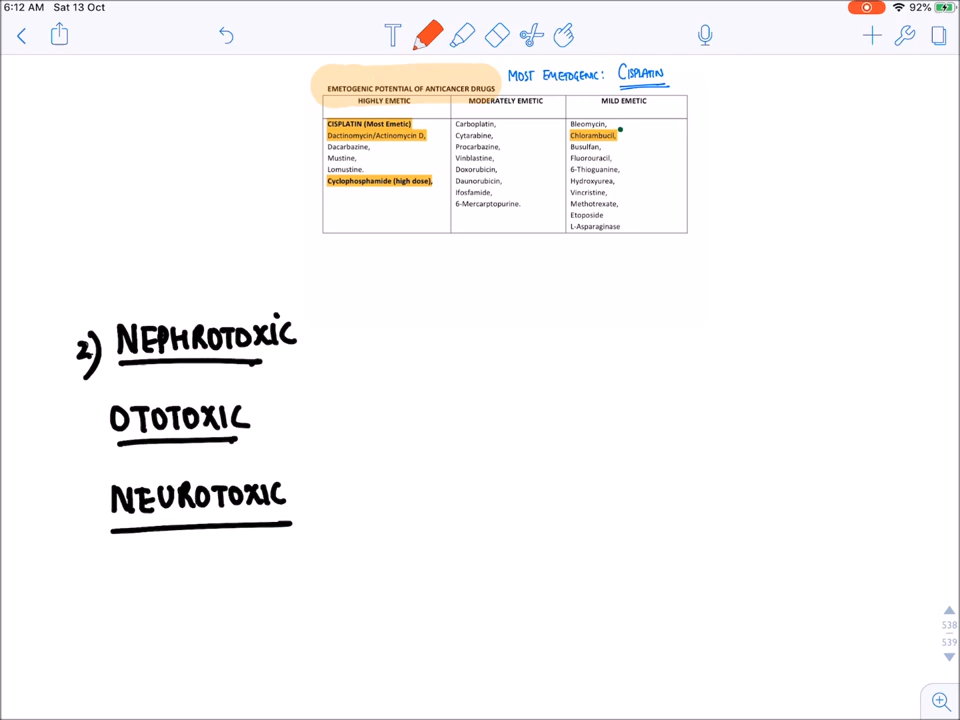 6:12 AM Sat 13 Oct
92%
T
MOST EMETOGENIC: CISPLATIN
EMETOGENIC POTENTIAL OF ANTICANCER DRUGS
HIGHLY EMETIC MODERATELY EMETIC MILD EMETIC
CISPLATIN (Most Emetic) Carboplatin, Bleomycin,
Dactinomycin/Actinomycin D, Cytarabine, Chlorambucil,
Dacarbazine, Procarbazine, Busulfan,
Mustine, Vinblastine, Fluorouracil,
Lomustine. Doxorubicin, 6-Thioguanine,
Cyclophosphamide (high dose), Daunorubicin, Hydroxyurea,
Ifosfamide, Vincristine,
6-Mercarptopurine. Methotrexate,
Etoposide
L-Asparaginase
2) NEPHROTOXIC
OTOTOXIC
NEUROTOXIC
538
539